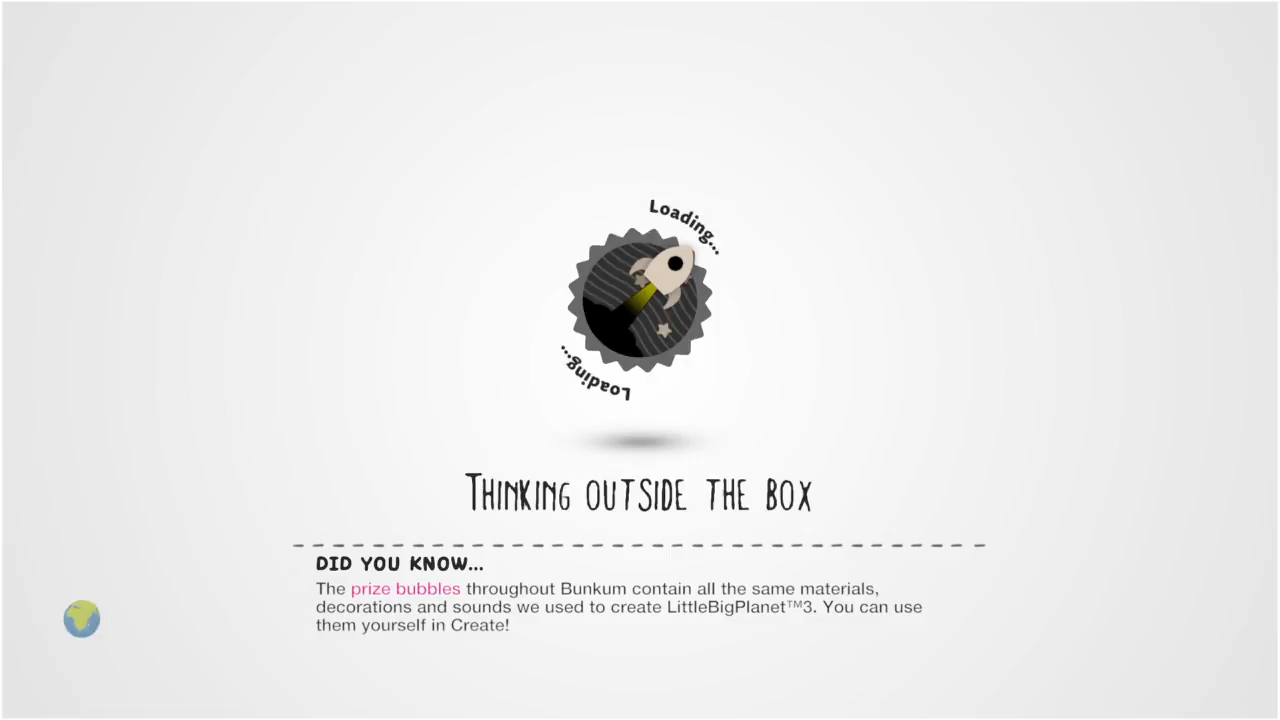 Loading...
Loading...
Thinking outside the box
DID YOU KNOW...
The prize bubbles throughout Bunkum contain all the same materials,
decorations and sounds we used to create LittleBigPlanet™3. You can use
them yourself in Create!